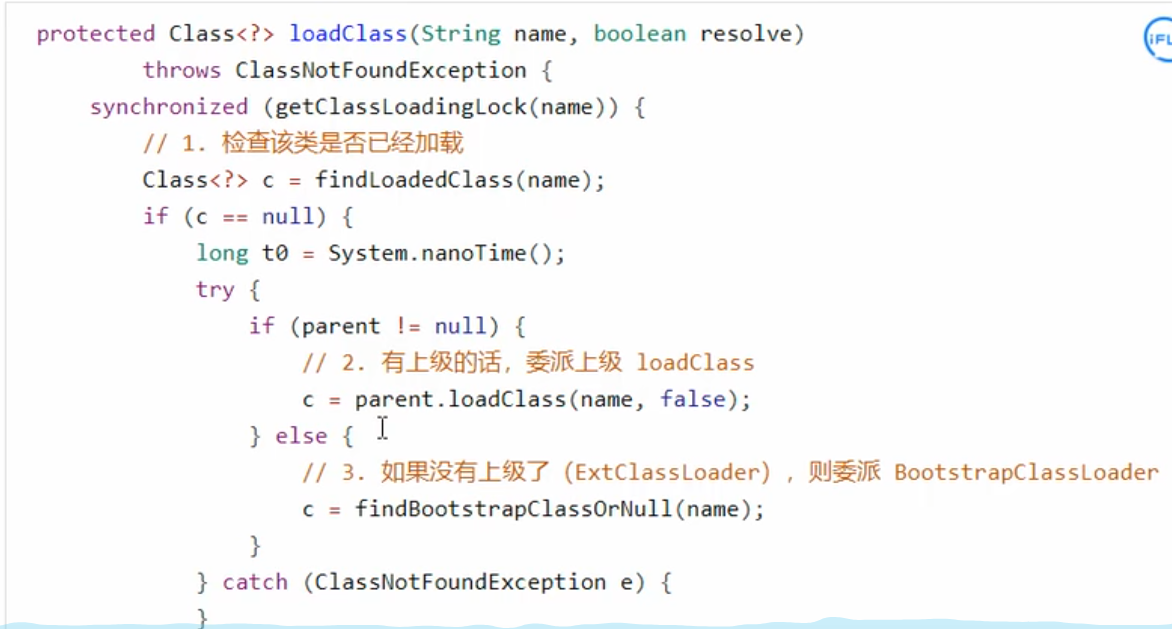 protected Class<?> loadClass(String name, boolean resolve)
        throws ClassNotFoundException {
    synchronized (getClassLoadingLock(name)) {
        // 1. 检查该类是否已经加载
        Class<?> c = findLoadedClass(name);
        if (c == null) {
            long t0 = System.nanoTime();
            try {
                if (parent != null) {
                    // 2. 有上级的话，委派上级 loadClass
                    c = parent.loadClass(name, false);
                } else {
                    // 3. 如果没有上级了（ExtClassLoader），则委派 BootstrapClassLoader
                    c = findBootstrapClassOrNull(name);
                }
            } catch (ClassNotFoundException e) {
            }